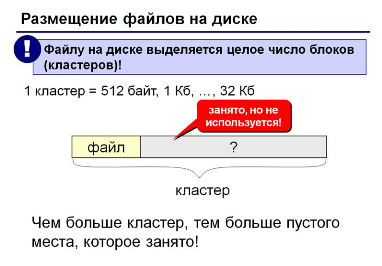 Размещение файлов на диске
! Файлу на диске выделяется целое число блоков
(кластеров)!
1 кластер = 512 байт, 1 Кб, …, 32 Кб
занято, но не
используется!
файл ?
кластер
Чем больше кластер, тем больше пустого
места, которое занято!